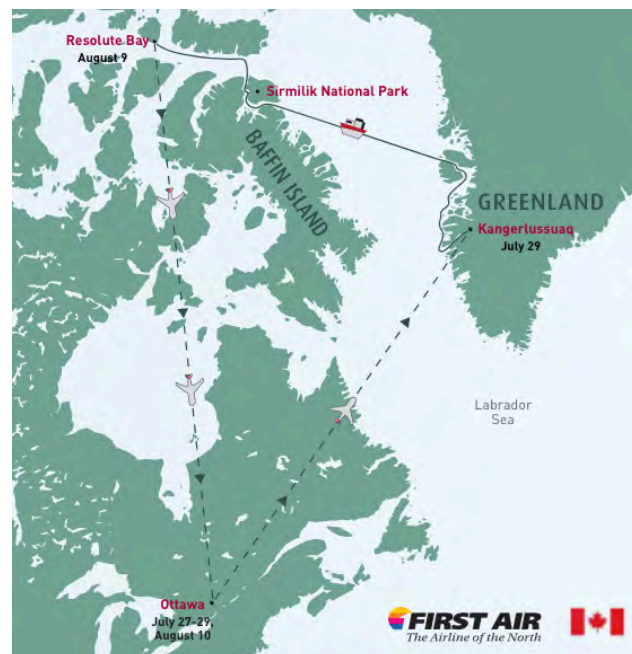 Resolute Bay
August 9
Sirmilik National Park
BAFFIN ISLAND
GREENLAND
Kangerlussuaq
July 29
Labrador
Sea
Ottawa
July 27-29,
August 10
FIRST AIR
The Airline of the North